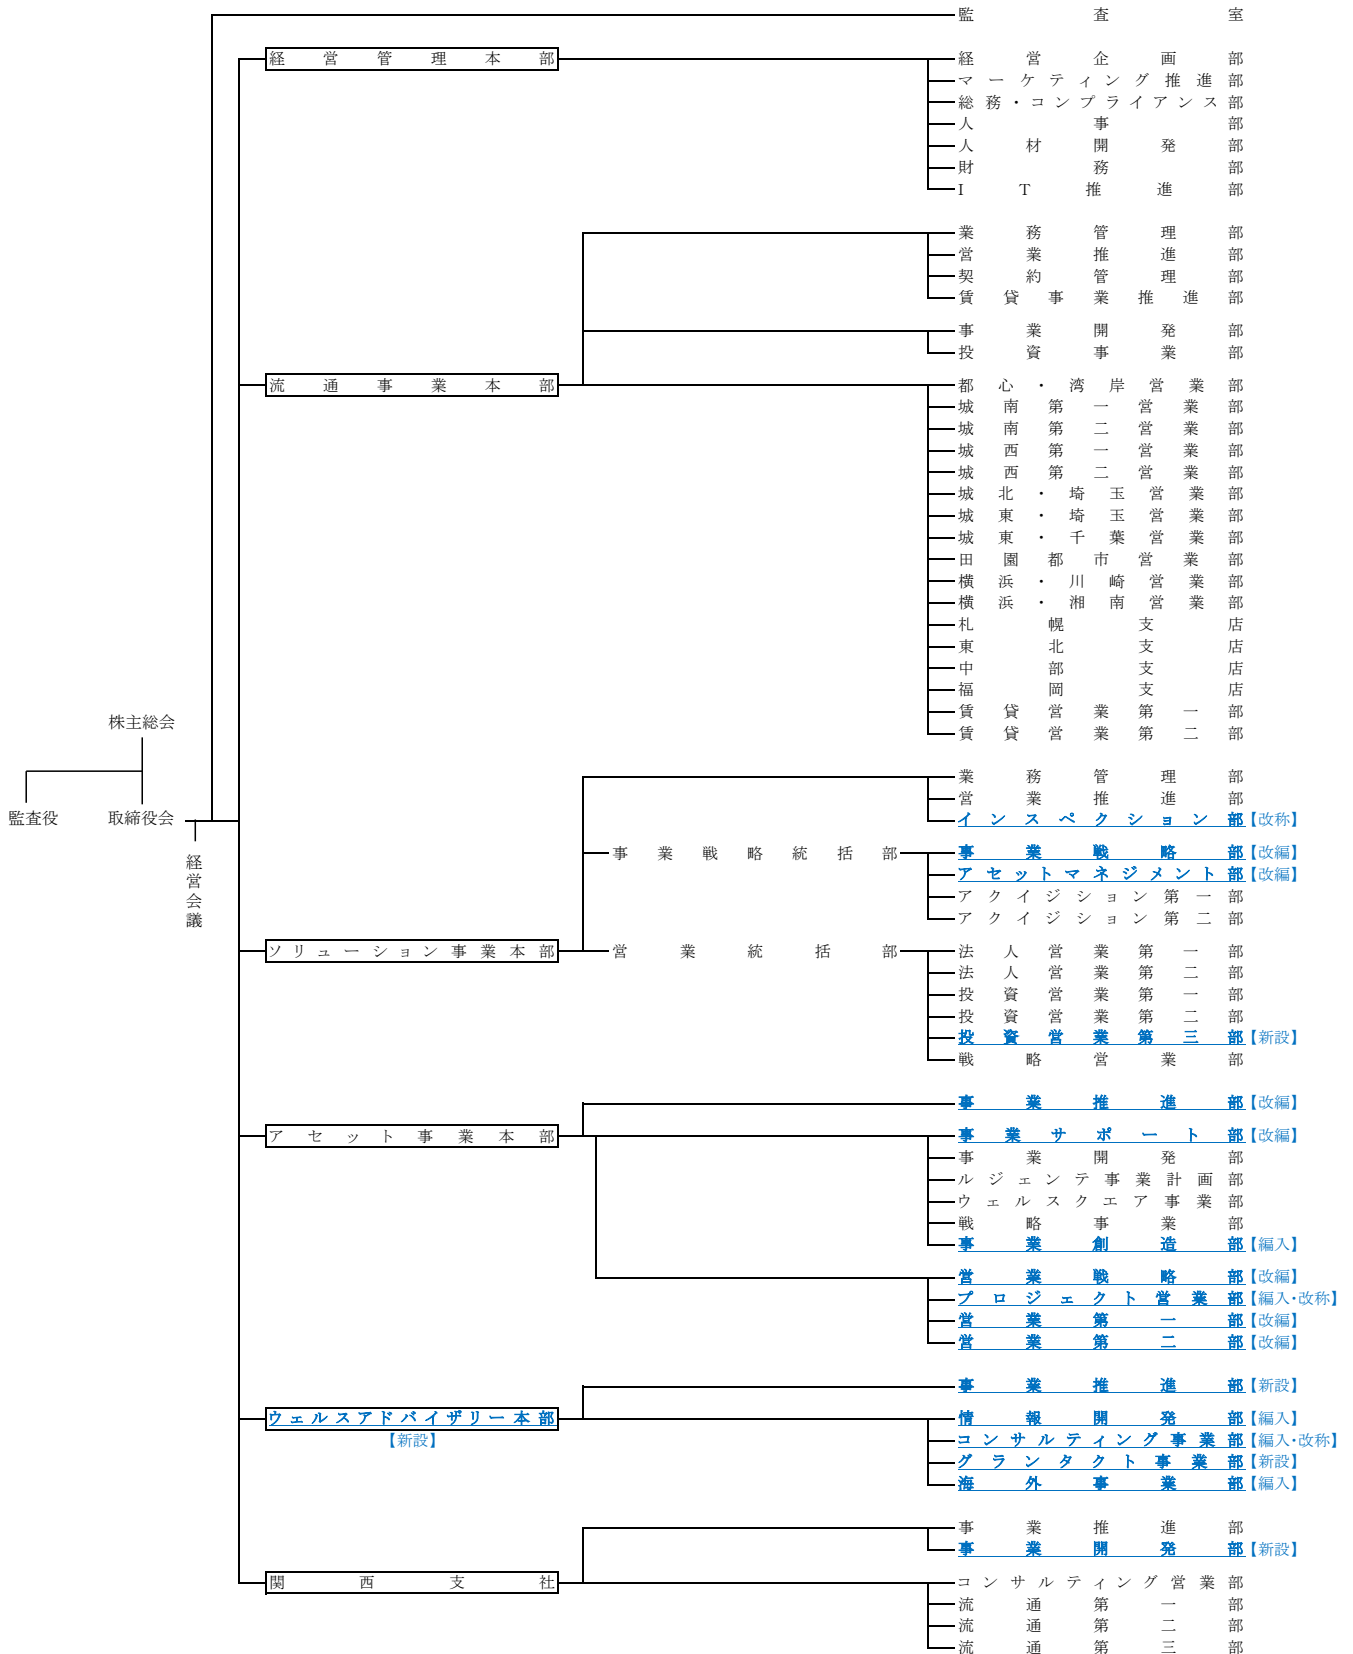 監査室
経営管理本部
経営企画部
マーケティング推進部
総務・コンプライアンス部
人事部
人材開発部
財務部
IT推進部
業務管理部
営業推進部
契約管理部
賃貸事業推進部
事業開発部
投資事業部
流通事業本部
都心・湾岸営業部
城南第一営業部
城南第二営業部
城西第一営業部
城西第二営業部
城北・埼玉営業部
城東・埼玉営業部
城東・千葉営業部
田園都市営業部
横浜・川崎営業部
横浜・湘南営業部
札幌支店
東北支店
中部支店
福岡支店
賃貸営業第一部
賃貸営業第二部
株主総会
監査役
取締役会
経営会議
業務管理部
営業推進部
インスペクション部【改称】
事業戦略統括部
事業戦略部【改編】
アセットマネジメント部【改編】
アクイジション第一部
アクイジション第二部
ソリューション事業本部
営業統括部
法人営業第一部
法人営業第二部
投資営業第一部
投資営業第二部
投資営業第三部【新設】
戦略営業部
事業推進部【改編】
アセット事業本部
事業サポート部【改編】
事業開発部
ルジェンテ事業計画部
ウェルスクエア事業部
戦略事業部
事業創造部【編入】
営業戦略部【改編】
プロジェクト営業部【編入・改称】
営業第一部【改編】
営業第二部【改編】
事業推進部【新設】
ウェルスアドバイザリー本部
【新設】
情報開発部【編入】
コンサルティング事業部【編入・改称】
グランタクト事業部【新設】
海外事業部【編入】
事業推進部
事業開発部【新設】
関西支社
コンサルティング営業部
流通第一部
流通第二部
流通第三部